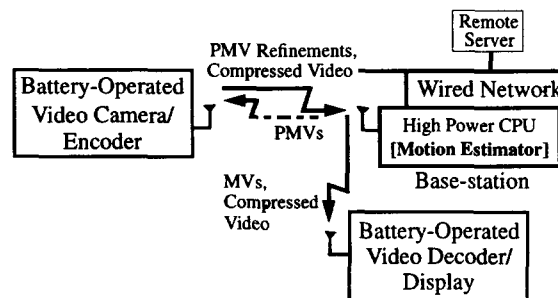 Remote
Server
PMV Refinements,
Compressed Video
Battery-Operated
Video Camera/
Encoder
Wired Network
PMVs
High Power CPU
[Motion Estimator]
Base-station
MVs,
Compressed
Video
Battery-Operated
Video Decoder/
Display